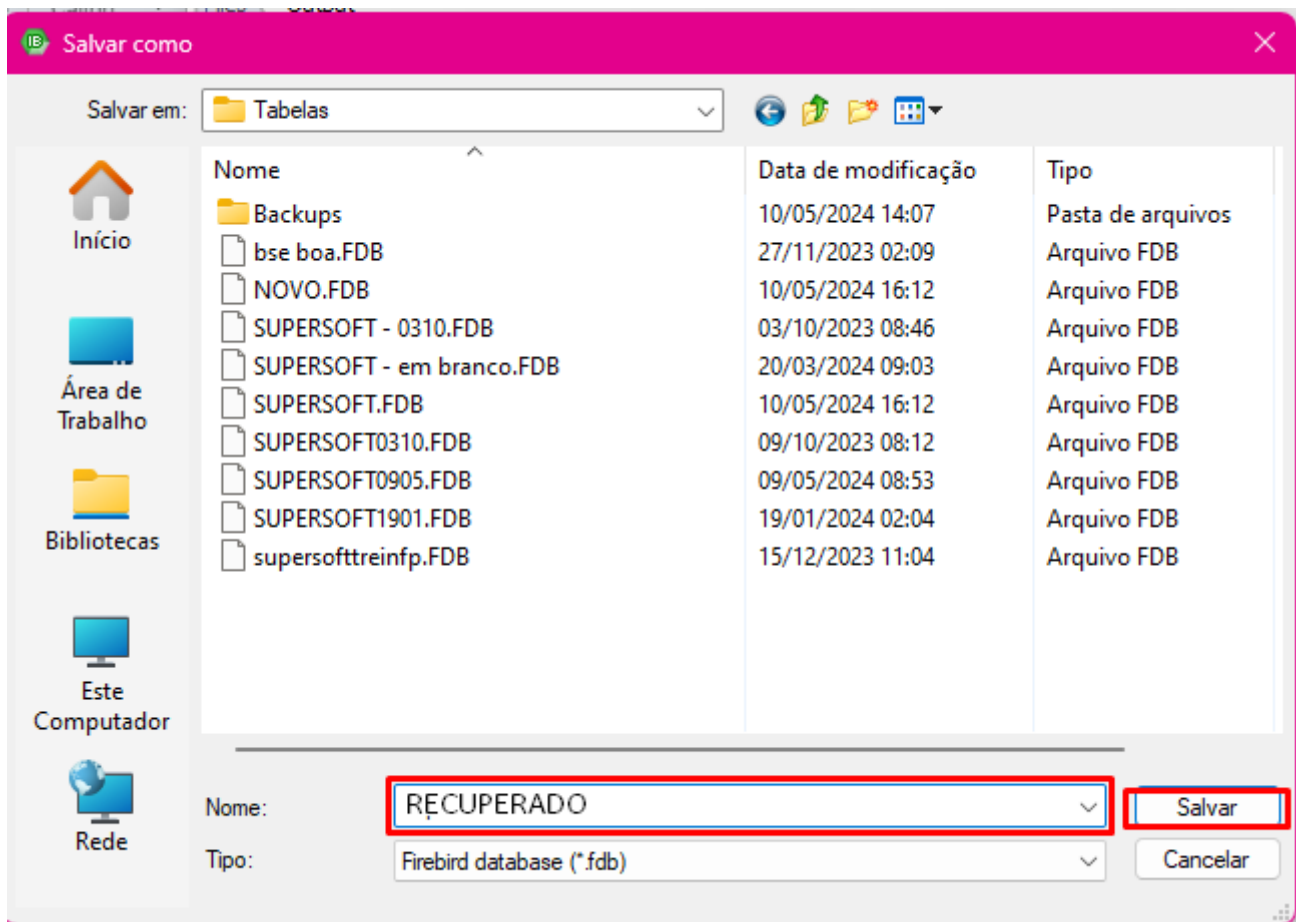 Output
IB Salvar como
Salvar em: Tabelas
Nome Data de modificação Tipo
Backups 10/05/2024 14:07 Pasta de arquivos
bse boa.FDB 27/11/2023 02:09 Arquivo FDB
NOVO.FDB 10/05/2024 16:12 Arquivo FDB
SUPERSOFT - 0310.FDB 03/10/2023 08:46 Arquivo FDB
SUPERSOFT - em branco.FDB 20/03/2024 09:03 Arquivo FDB
SUPERSOFT.FDB 10/05/2024 16:12 Arquivo FDB
SUPERSOFT0310.FDB 09/10/2023 08:12 Arquivo FDB
SUPERSOFT0905.FDB 09/05/2024 08:53 Arquivo FDB
SUPERSOFT1901.FDB 19/01/2024 02:04 Arquivo FDB
supersofttreinfp.FDB 15/12/2023 11:04 Arquivo FDB
Início
Área de
Trabalho
Bibliotecas
Este
Computador
Rede
Nome: RECUPERADO Salvar
Tipo: Firebird database (*.fdb) Cancelar